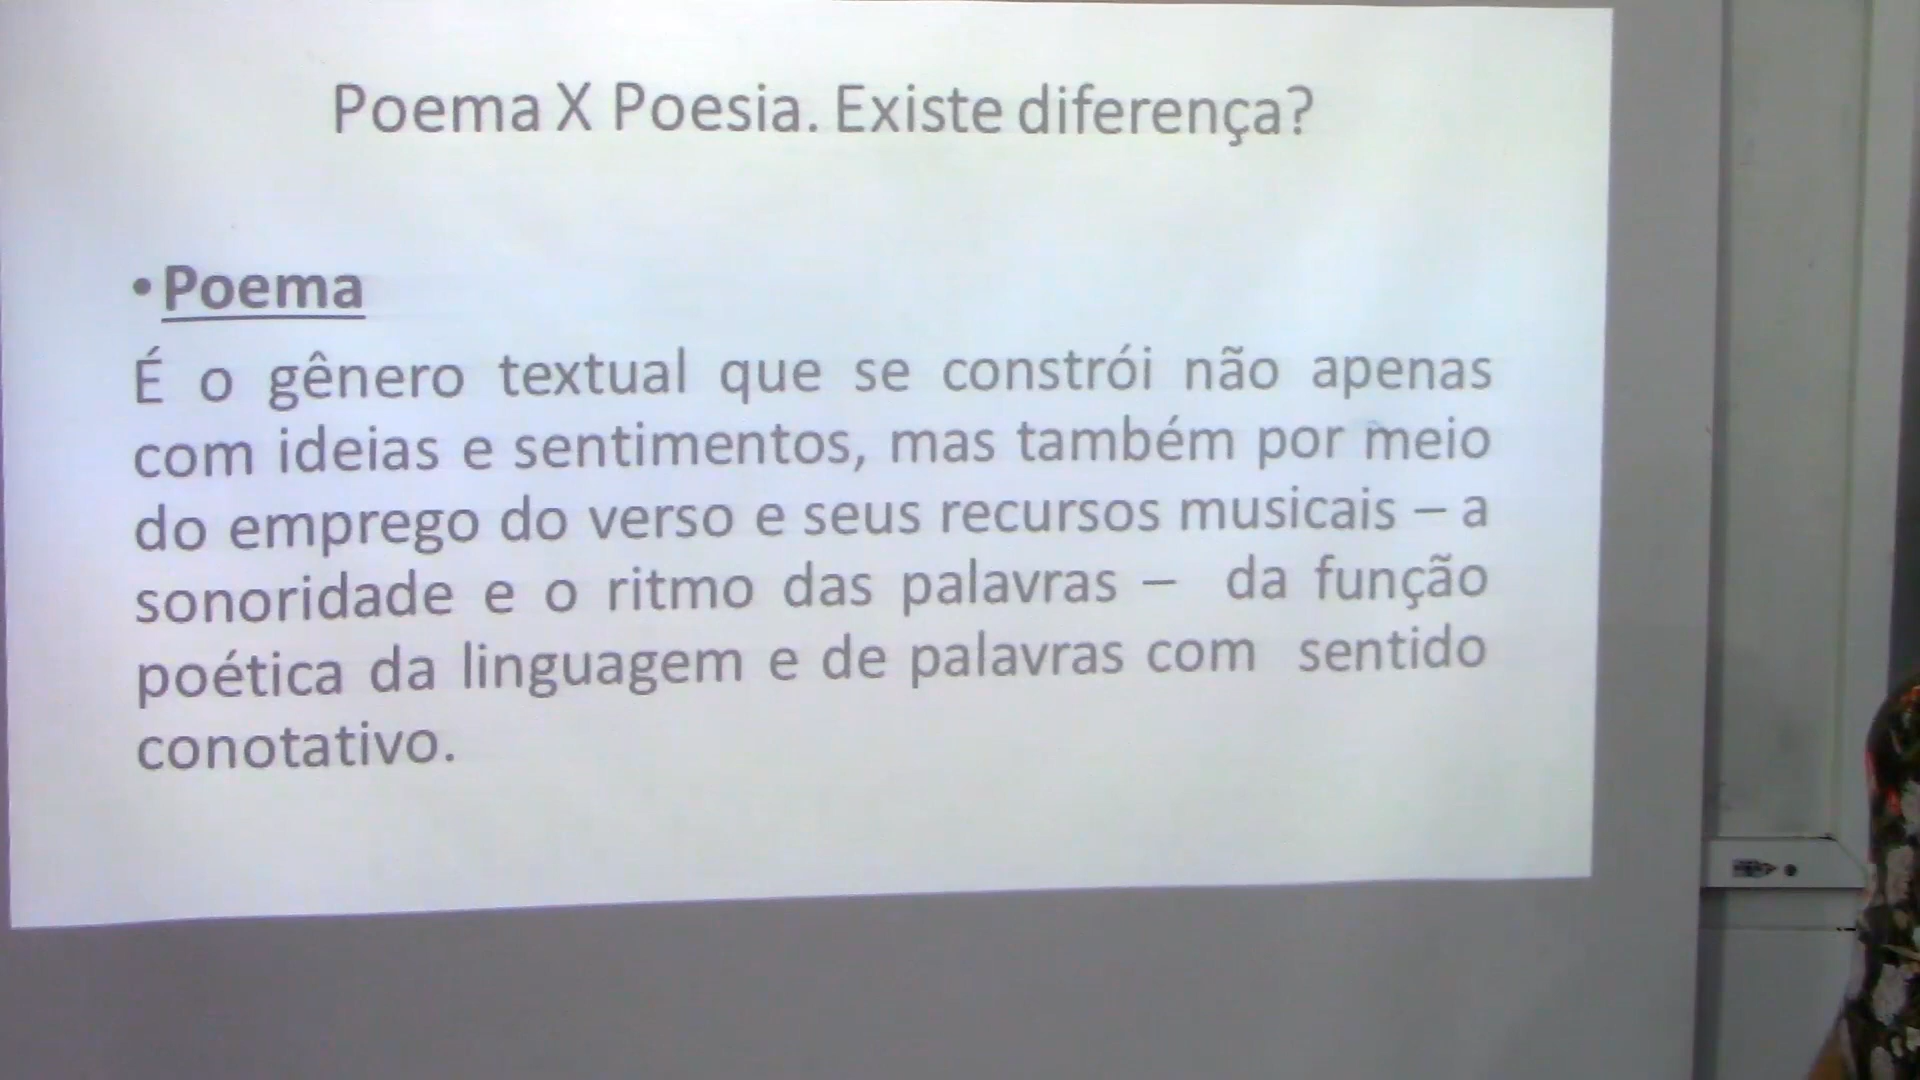 Poema X Poesia. Existe diferença?
•Poema
É o gênero textual que se constrói não apenas
com ideias e sentimentos, mas também por meio
do emprego do verso e seus recursos musicais – a
sonoridade e o ritmo das palavras – da função
poética da linguagem e de palavras com sentido
conotativo.